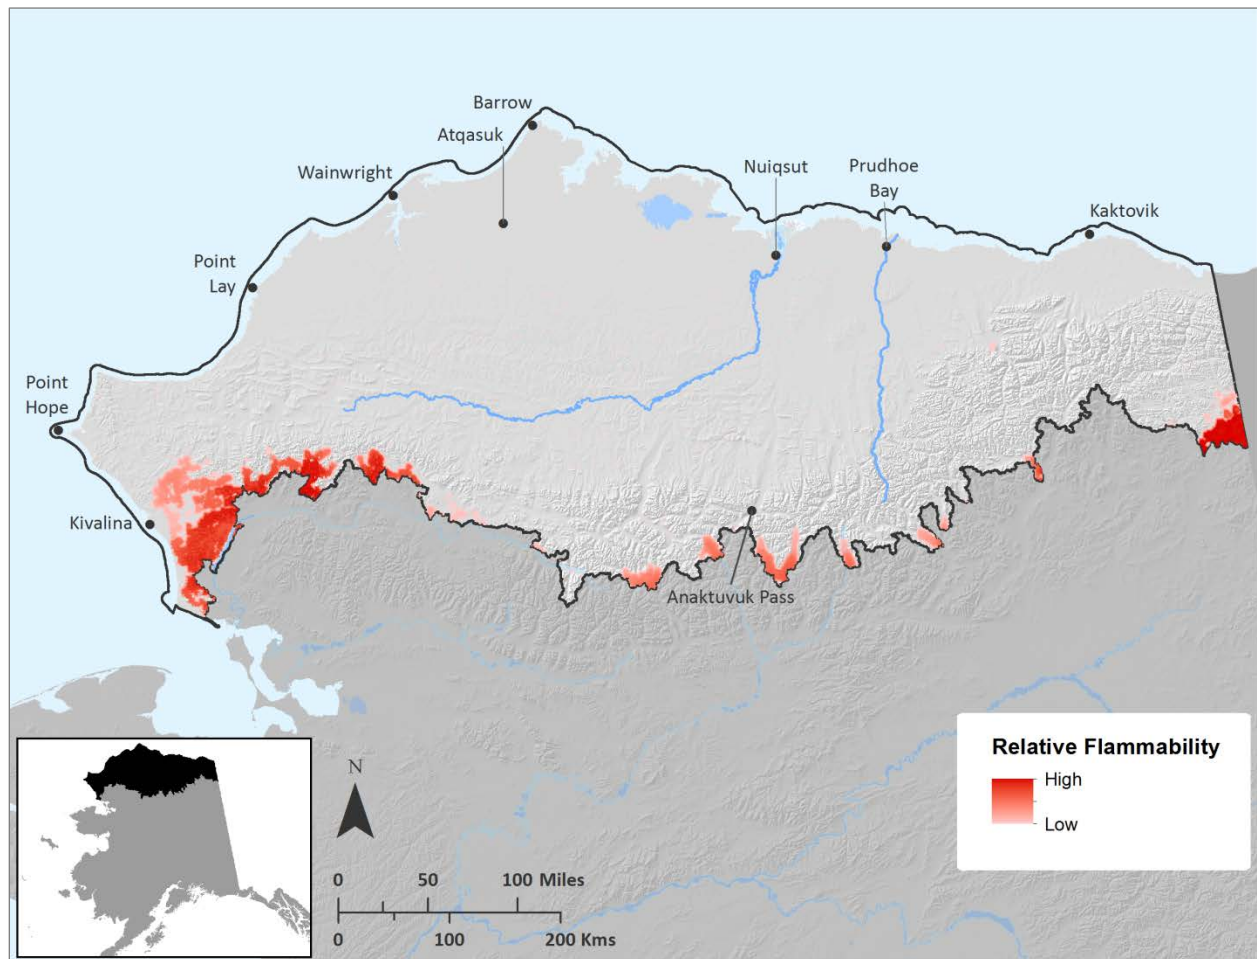 Barrow
Atqasuk
Wainwright
Nuiqsut
Prudhoe
Bay
Kaktovik
Point
Lay
Point
Hope
Kivalina
Anaktuvuk Pass
N
0 50 100 Miles
0 100 200 Kms
Relative Flammability
High
Low